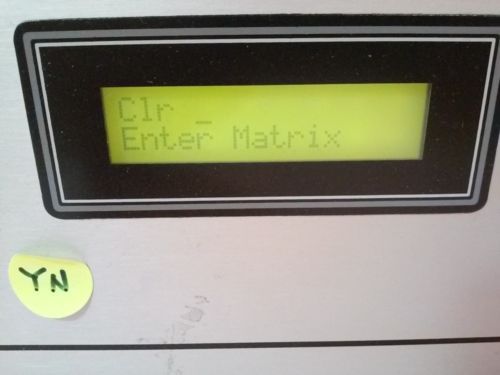 Clr _
Enter Matrix
YN